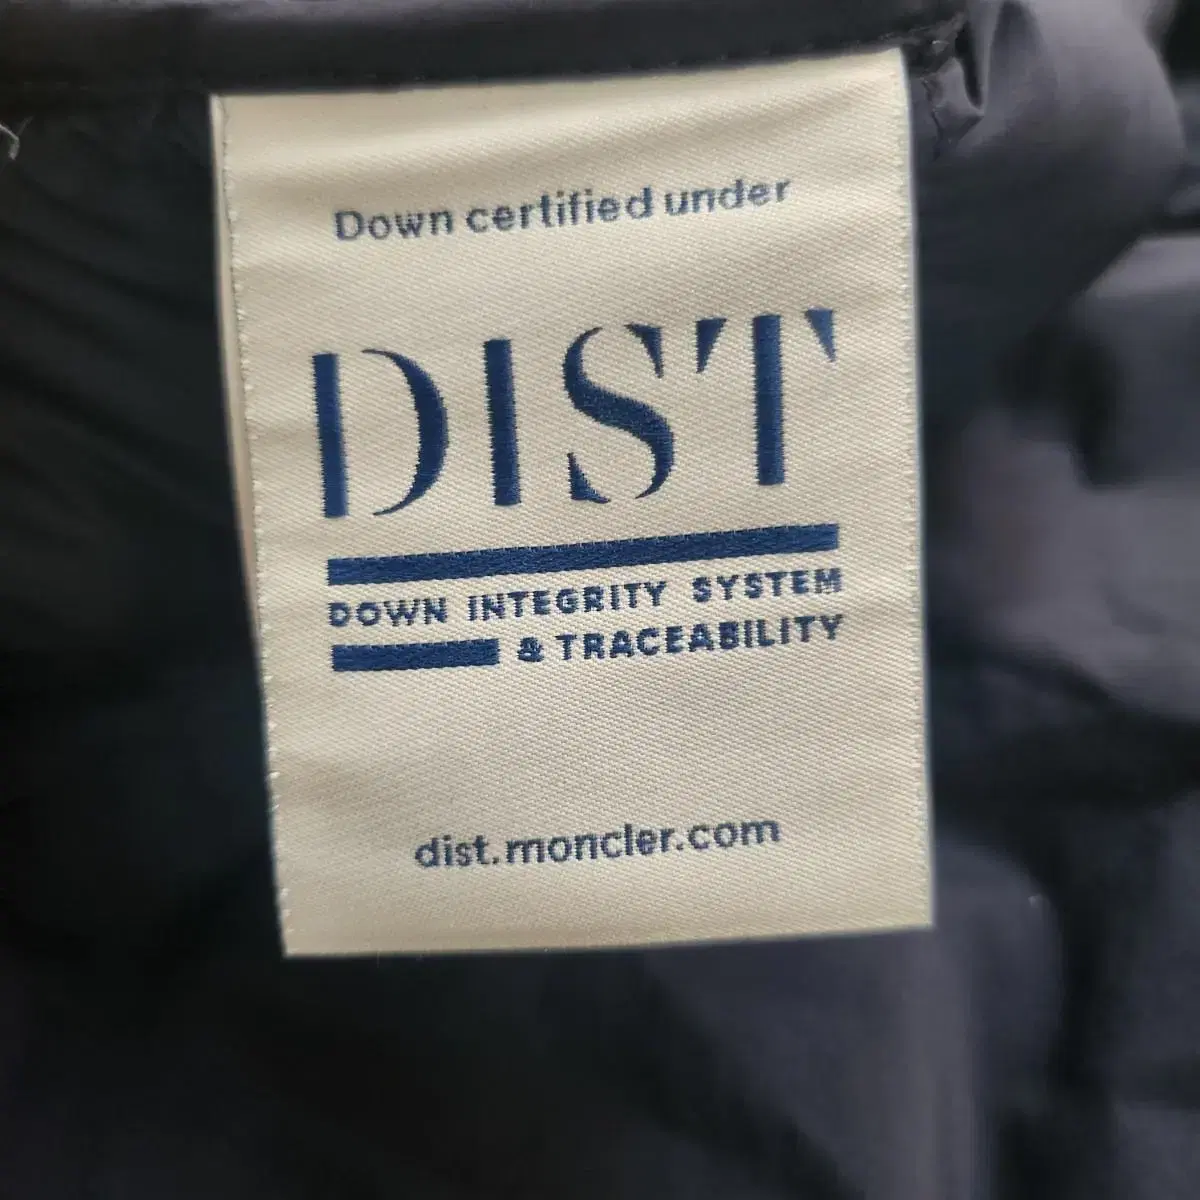 Down certified under
DIST
DOWN INTEGRITY SYSTEM
& TRACEABILITY
dist.moncler.com